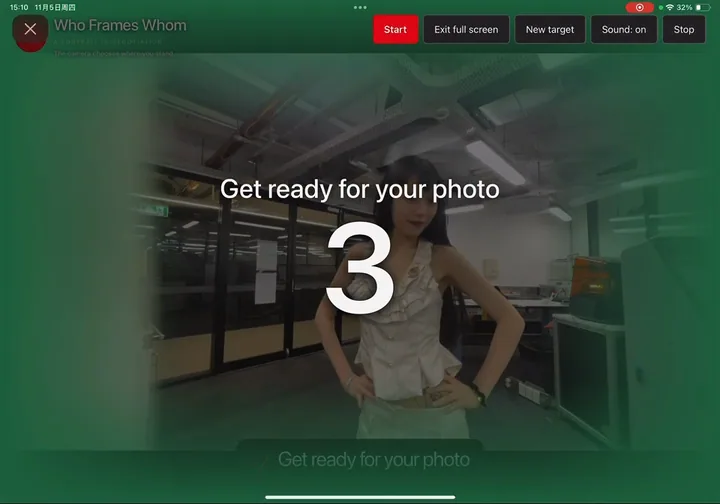 15:10 11月5日周四
32%
Who Frames Whom
Start
Exit full screen
New target
Sound: on
Stop
Get ready for your photo
3
Get ready for your photo